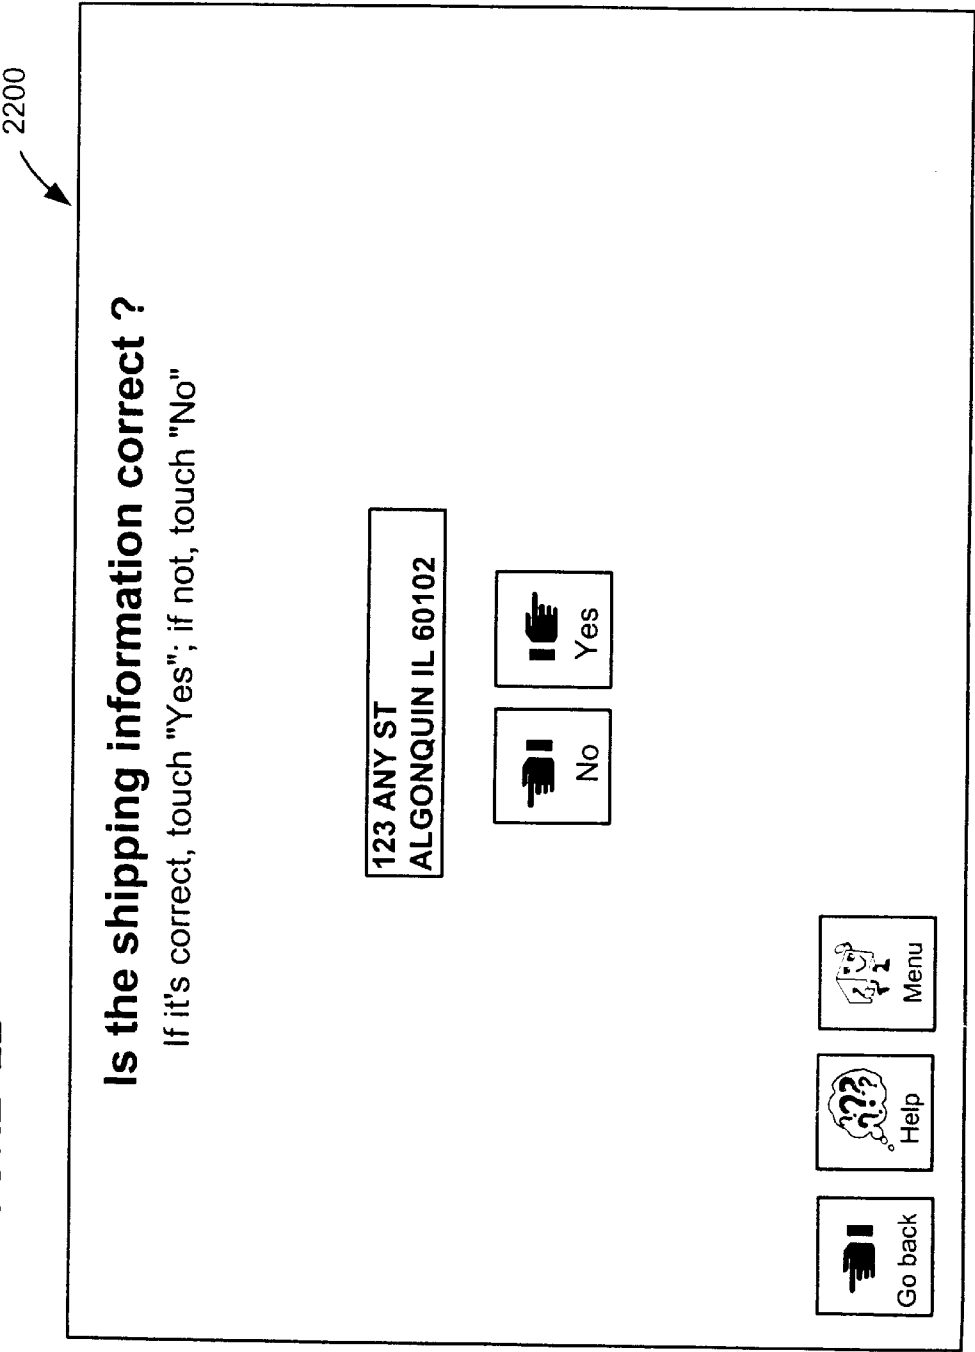 2200
Is the shipping information correct ?
If it's correct, touch "Yes"; if not, touch "No"
123 ANY ST
ALGONQUIN IL 60102
No
Yes
Go back
Help
Menu